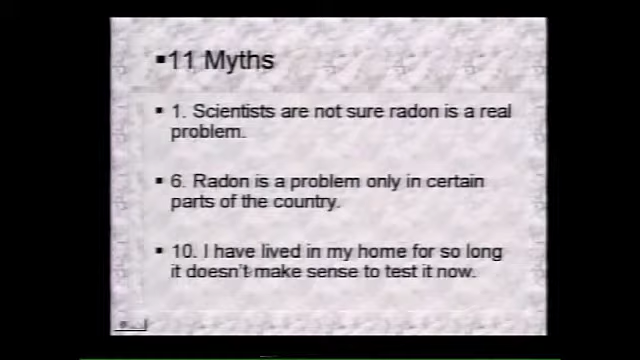 ▪11 Myths
▪ 1. Scientists are not sure radon is a real
problem.
▪ 6. Radon is a problem only in certain
parts of the country.
▪ 10. I have lived in my home for so long
it doesn't make sense to test it now.